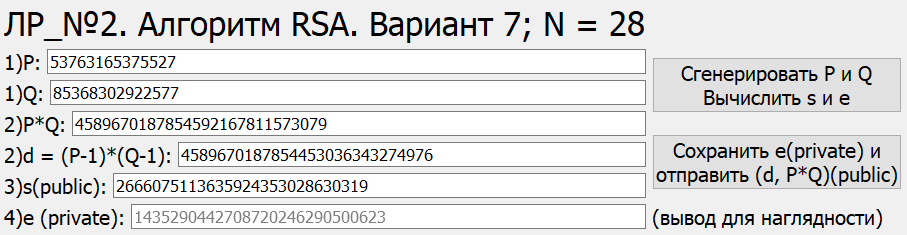 ЛР_№2. Алгоритм RSA. Вариант 7; N = 28
1)P: 53763165375527
1)Q: 85368302922577
Сгенерировать P и Q
Вычислить s и e
2)P*Q: 4589670187854592167811573079
2)d = (P-1)*(Q-1): 4589670187854453036343274976
Сохранить e(private) и
отправить (d, P*Q)(public)
3)s(public): 2666075113635924353028630319
4)e (private): 1435290442708720246290500623 (вывод для наглядности)